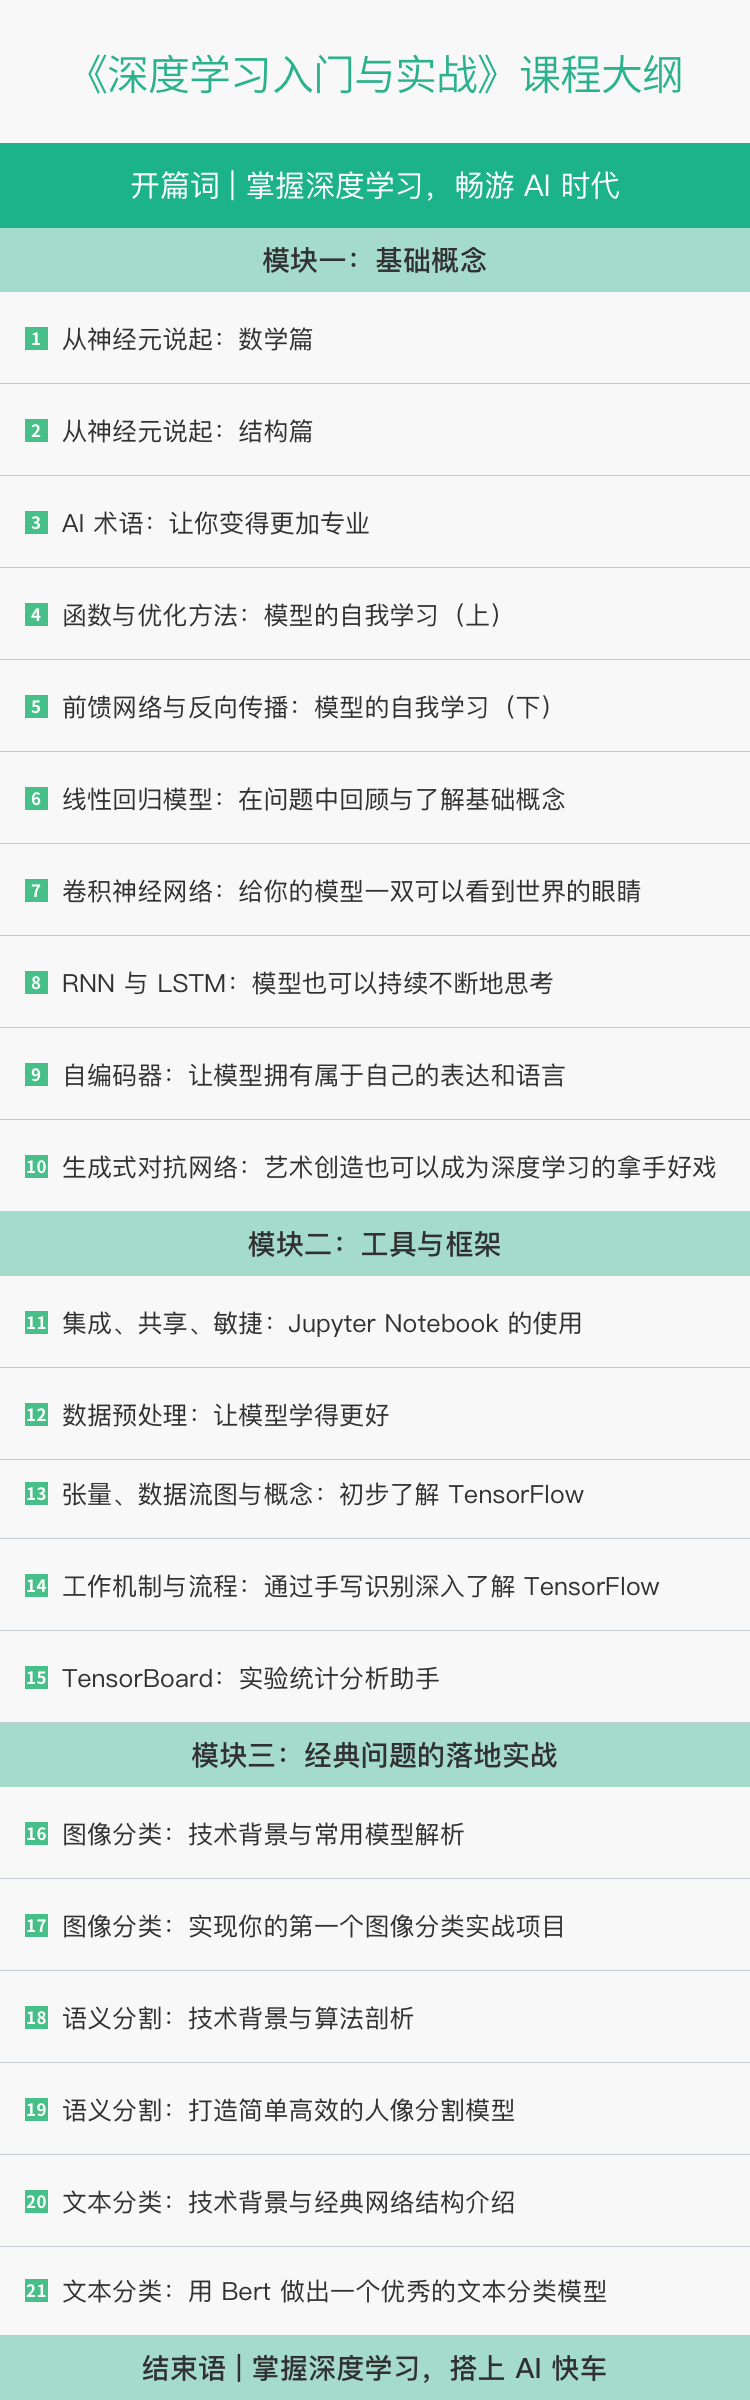 《深度学习入门与实战》课程大纲
开篇词 | 掌握深度学习，畅游 AI 时代
模块一：基础概念
1 从神经元说起：数学篇
2 从神经元说起：结构篇
3 AI 术语：让你变得更加专业
4 函数与优化方法：模型的自我学习（上）
5 前馈网络与反向传播：模型的自我学习（下）
6 线性回归模型：在问题中回顾与了解基础概念
7 卷积神经网络：给你的模型一双可以看到世界的眼睛
8 RNN 与 LSTM：模型也可以持续不断地思考
9 自编码器：让模型拥有属于自己的表达和语言
10 生成式对抗网络：艺术创造也可以成为深度学习的拿手好戏
模块二：工具与框架
11 集成、共享、敏捷：Jupyter Notebook 的使用
12 数据预处理：让模型学得更好
13 张量、数据流图与概念：初步了解 TensorFlow
14 工作机制与流程：通过手写识别深入了解 TensorFlow
15 TensorBoard：实验统计分析助手
模块三：经典问题的落地实战
16 图像分类：技术背景与常用模型解析
17 图像分类：实现你的第一个图像分类实战项目
18 语义分割：技术背景与算法剖析
19 语义分割：打造简单高效的人像分割模型
20 文本分类：技术背景与经典网络结构介绍
21 文本分类：用 Bert 做出一个优秀的文本分类模型
结束语 | 掌握深度学习，搭上 AI 快车